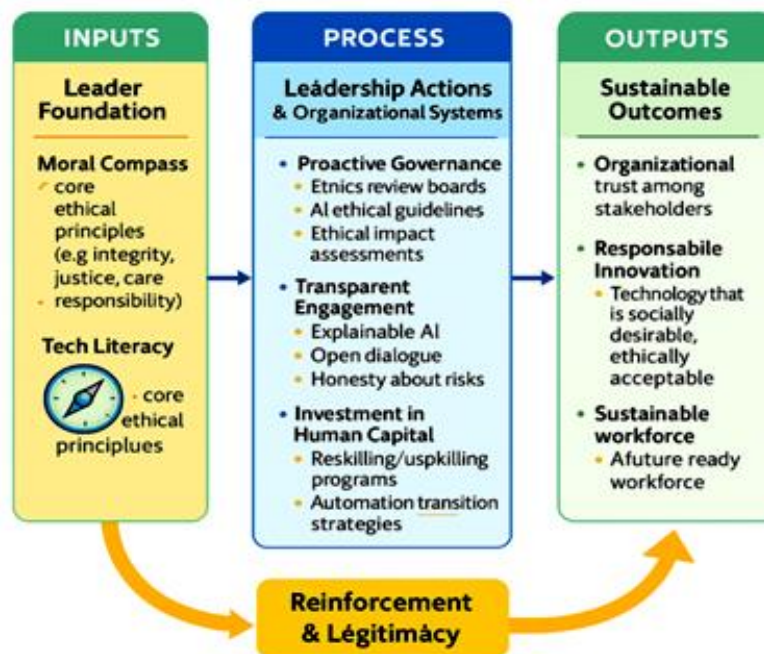 INPUTS
Leader
Foundation
Moral Compass
core
ethical
principles
(e.g integrity,
justice, care
responsibility)
Tech Literacy
core
ethical
principlues
PROCESS
Leádership Actions
& Organizational Systems
• Proactive Governance
• Etnics review boards
• Al ethical guidelines
• Ethical impact
assessments
• Transparent
Engagement
• Explainable Al
• Open dialogue
• Honesty about risks
• Investment in
Human Capital
• Reskilling/uspkilling
programs
• Automation transition
strategies
OUTPUTS
Sustainable
Outcomes
• Organizational
trust among
stakeholders
• Responsabile
Innovation
• Technology that
is socially
desirable,
ethically
acceptable
• Sustainable
workforce
• Afuture ready
workforce
Reinforcement
& Légitimácy